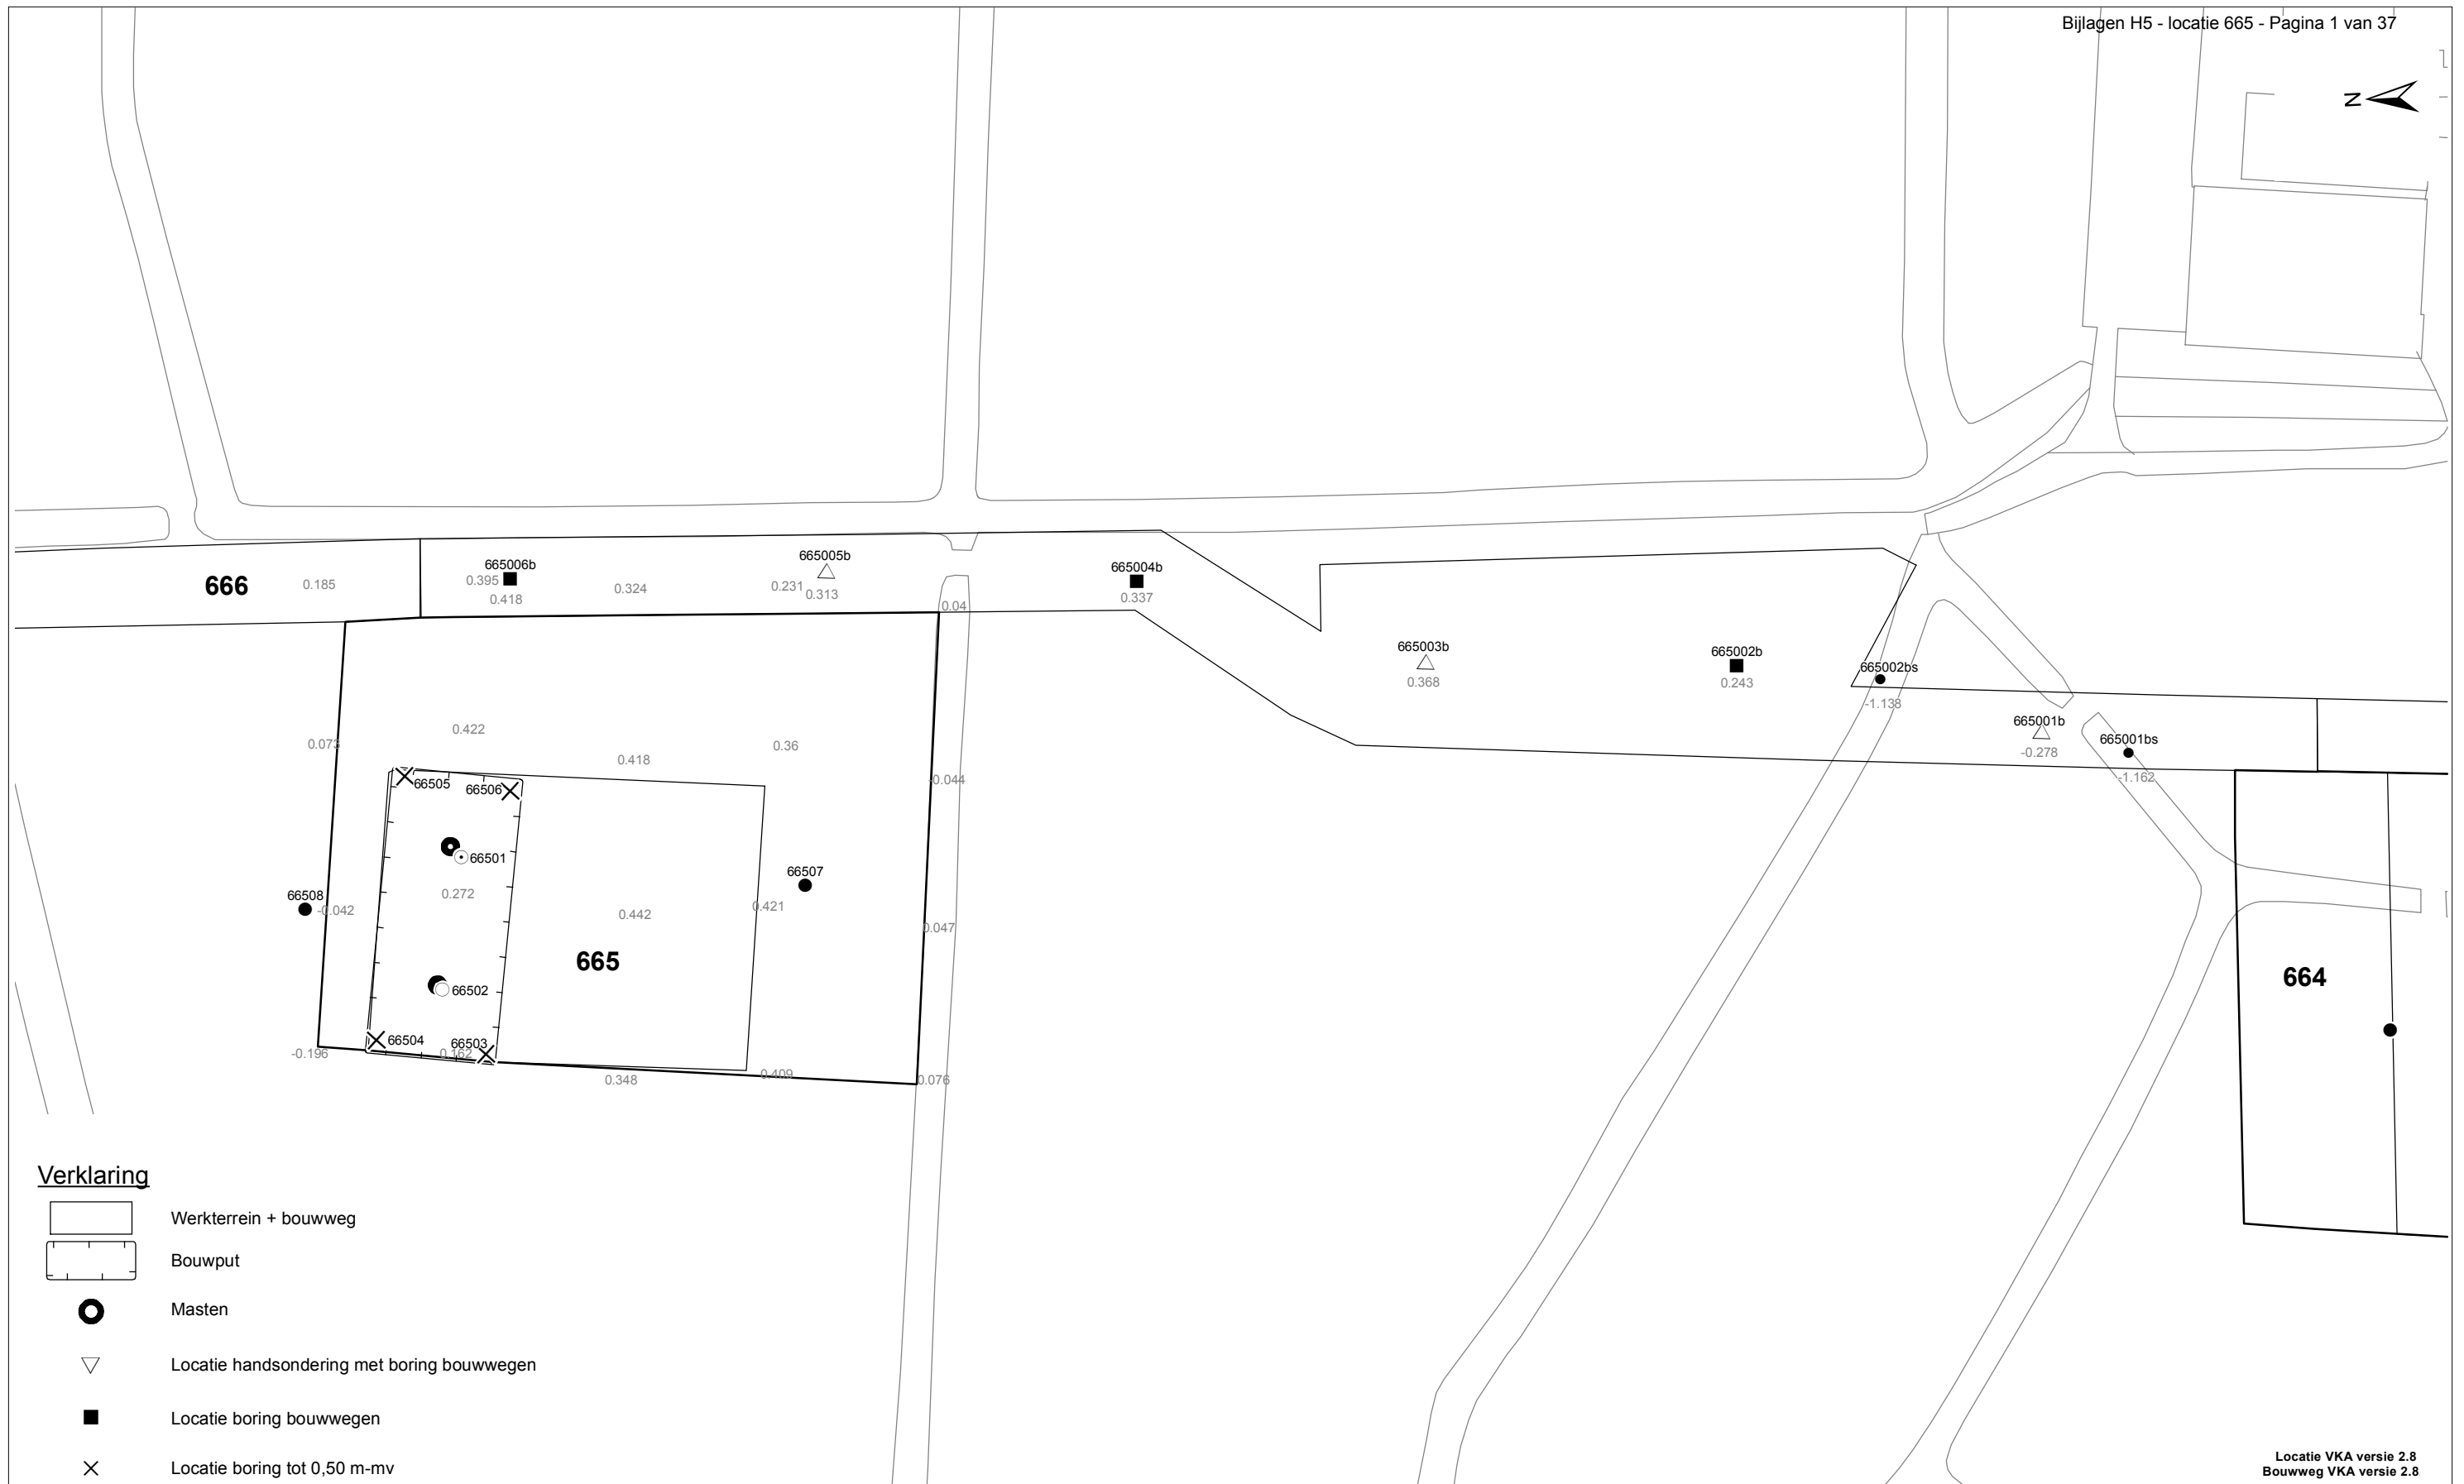 Bijlagen H5 - locatie 665 - Pagina 1 van 37
N
666
0.185
665006b
0.395
0.418
0.324
665005b
0.231
0.313
0.04
665004b
0.337
665003b
0.368
665002b
0.243
665002bs
-1.138
665001b
-0.278
665001bs
-1.162
0.073
0.422
0.418
0.36
-0.044
66505
66506
66501
66507
66508
-0.042
0.272
0.442
0.421
0.047
665
664
66502
66504
66503
0.162
-0.196
0.348
0.409
0.076
Verklaring
Werkterrein + bouwweg
Bouwput
Masten
Locatie handsondering met boring bouwwegen
Locatie boring bouwwegen
Locatie boring tot 0,50 m-mv
Locatie VKA versie 2.8
Bouwweg VKA versie 2.8